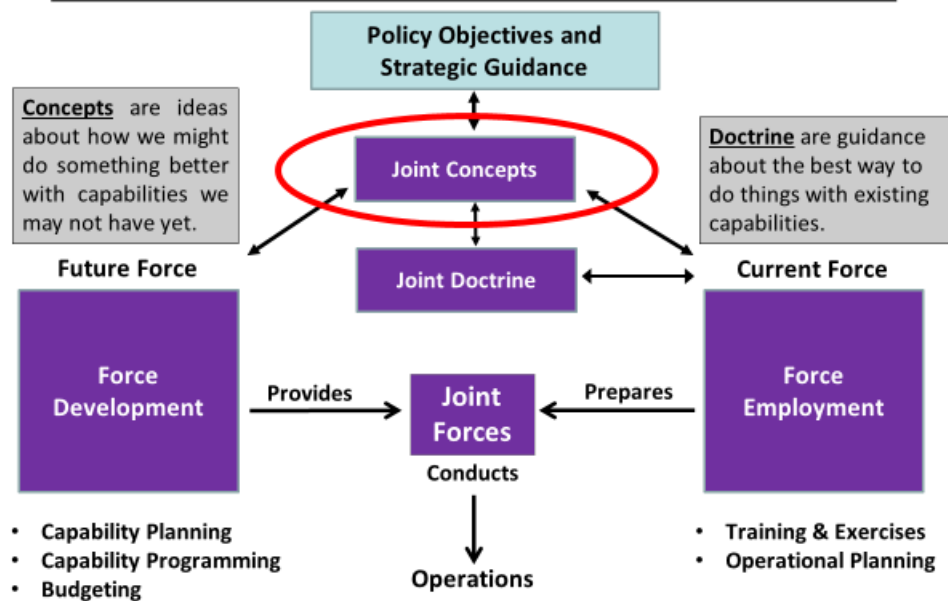 Policy Objectives and
Strategic Guidance
Concepts are ideas
about how we might
do something better
with capabilities we
may not have yet.
Joint Concepts
Doctrine are guidance
about the best way to
do things with existing
capabilities.
Future Force
Joint Doctrine
Current Force
Force
Development
Provides
Joint
Forces
Prepares
Force
Employment
Conducts
• Capability Planning
• Capability Programming
• Budgeting
Operations
• Training & Exercises
• Operational Planning